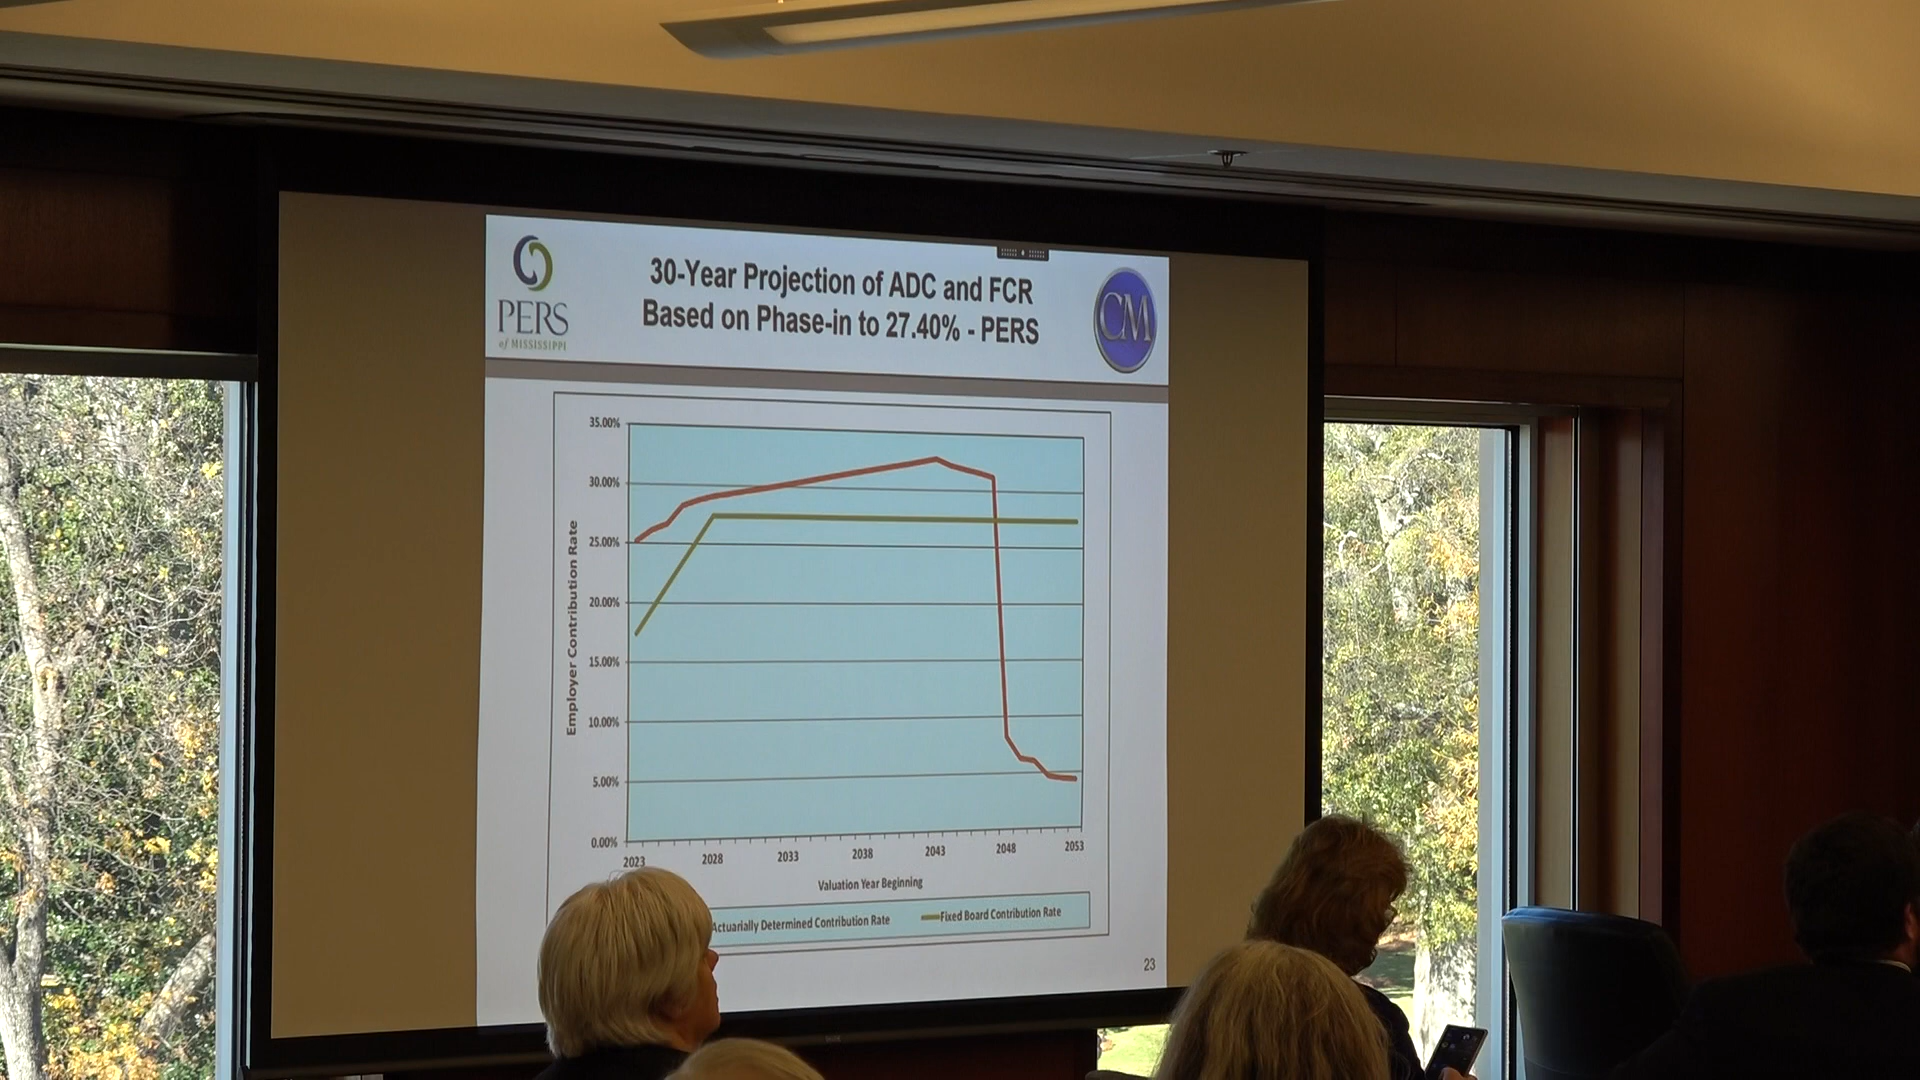 30-Year Projection of ADC and FCR
Based on Phase-in to 27.40% - PERS
PERS
of MISSISSIPPI
CM
35.00%
30.00%
25.00%
20.00%
15.00%
10.00%
5.00%
0.00%
Employer Contribution Rate
2023 2028 2033 2038 2043 2048 2053
Valuation Year Beginning
Actuarially Determined Contribution Rate Fixed Board Contribution Rate
23